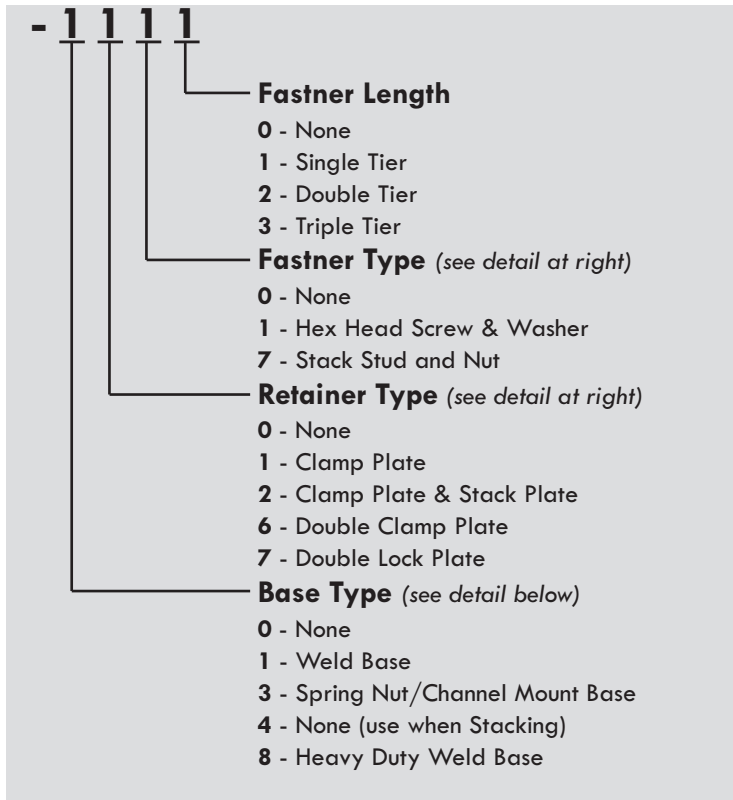 - 1 1 1 1
Fastner Length
0 - None
1 - Single Tier
2 - Double Tier
3 - Triple Tier
Fastner Type (see detail at right)
0 - None
1 - Hex Head Screw & Washer
7 - Stack Stud and Nut
Retainer Type (see detail at right)
0 - None
1 - Clamp Plate
2 - Clamp Plate & Stack Plate
6 - Double Clamp Plate
7 - Double Lock Plate
Base Type (see detail below)
0 - None
1 - Weld Base
3 - Spring Nut/Channel Mount Base
4 - None (use when Stacking)
8 - Heavy Duty Weld Base